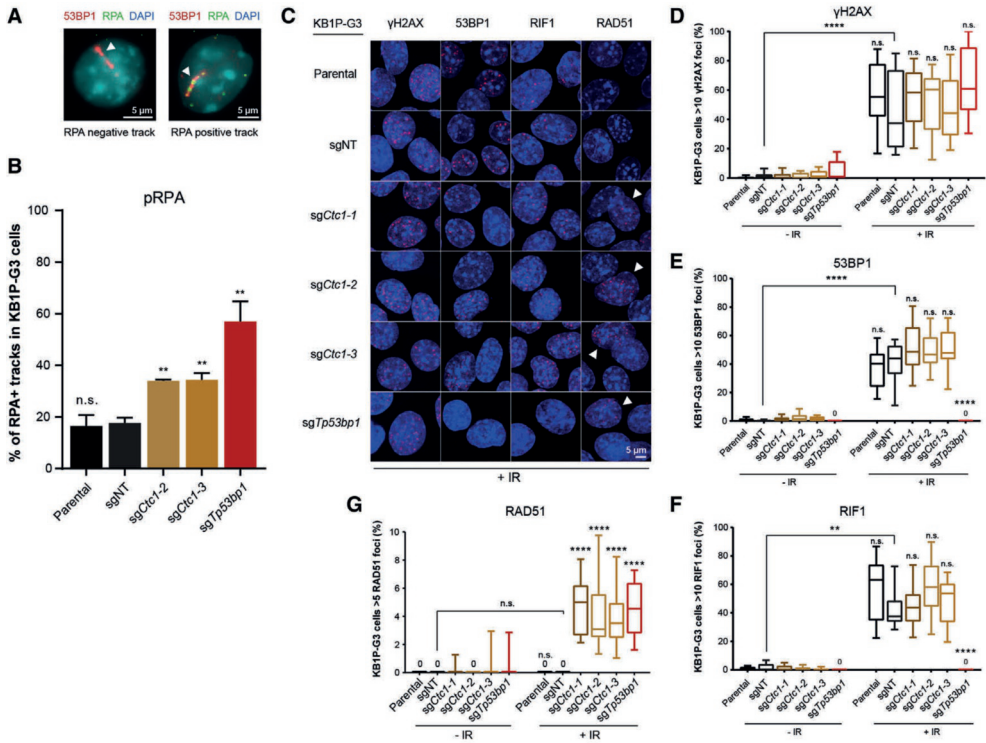 A
53BP1 RPA DAPI
53BP1 RPA DAPI
5 µm
5 µm
RPA negative track
RPA positive track
B
pRPA
% of RPA+ tracks in KB1P-G3 cells
100
80
60
40
20
0
n.s.
**
**
**
Parental
sgNT
sgCtc1-2
sgCtc1-3
sgTp53bp1
C
KB1P-G3
γH2AX
53BP1
RIF1
RAD51
Parental
sgNT
sgCtc1-1
sgCtc1-2
sgCtc1-3
sgTp53bp1
5 µm
+ IR
D
γH2AX
KB1P-G3 cells >10 γH2AX foci (%)
100
80
60
40
20
0
****
n.s.
n.s.
n.s.
n.s.
n.s.
Parental
sgNT
sgCtc1-1
sgCtc1-2
sgCtc1-3
sgTp53bp1
- IR
Parental
sgNT
sgCtc1-1
sgCtc1-2
sgCtc1-3
sgTp53bp1
+ IR
E
53BP1
KB1P-G3 cells >10 53BP1 foci (%)
100
80
60
40
20
0
****
n.s.
n.s.
n.s.
n.s.
****
0
0
Parental
sgNT
sgCtc1-1
sgCtc1-2
sgCtc1-3
sgTp53bp1
- IR
Parental
sgNT
sgCtc1-1
sgCtc1-2
sgCtc1-3
sgTp53bp1
+ IR
F
RIF1
KB1P-G3 cells >10 RIF1 foci (%)
100
80
60
40
20
0
**
n.s.
n.s.
n.s.
n.s.
****
0
0
Parental
sgNT
sgCtc1-1
sgCtc1-2
sgCtc1-3
sgTp53bp1
- IR
Parental
sgNT
sgCtc1-1
sgCtc1-2
sgCtc1-3
sgTp53bp1
+ IR
G
RAD51
KB1P-G3 cells >5 RAD51 foci (%)
10
8
6
4
2
0
n.s.
n.s.
****
****
****
****
0
0
0
0
0
Parental
sgNT
sgCtc1-1
sgCtc1-2
sgCtc1-3
sgTp53bp1
- IR
Parental
sgNT
sgCtc1-1
sgCtc1-2
sgCtc1-3
sgTp53bp1
+ IR